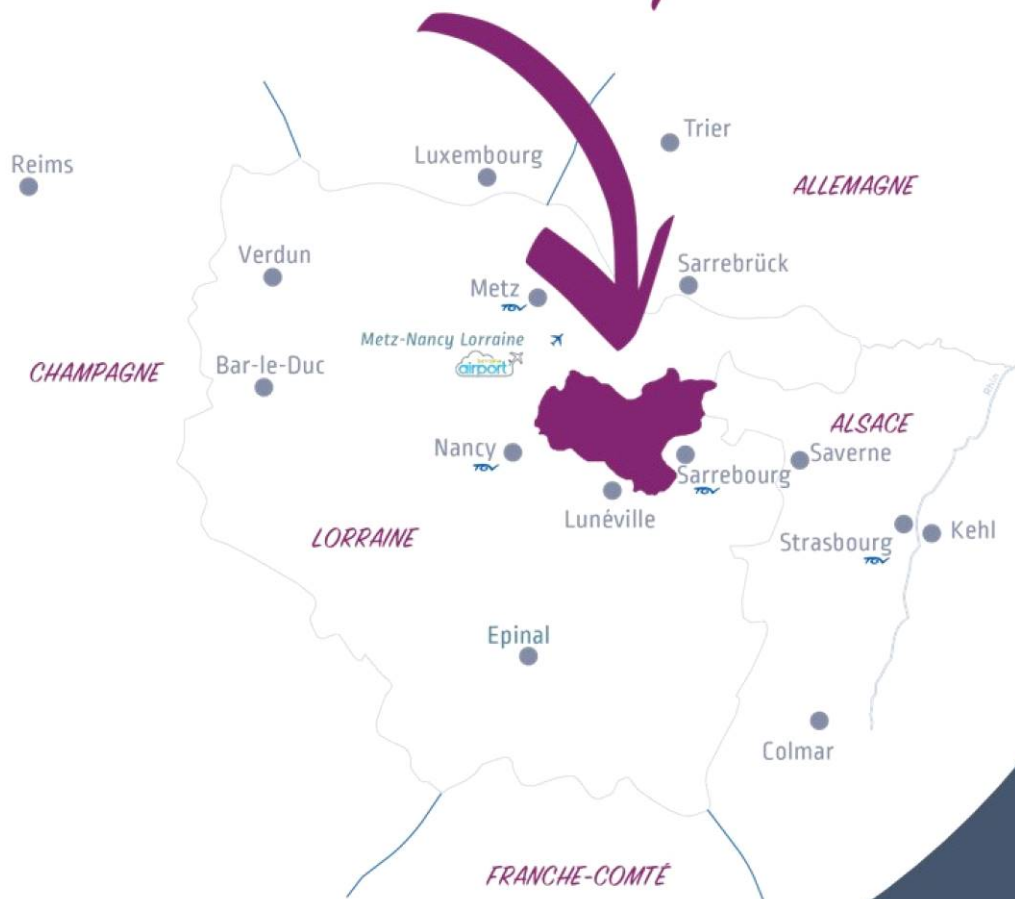 Trier
Reims
Luxembourg
ALLEMAGNE
Verdun
Sarrebrück
Metz
TGV
Metz-Nancy Lorraine
airport
CHAMPAGNE
Bar-le-Duc
Rhin
ALSACE
Nancy
TGV
Saverne
Sarrebourg
TGV
Lunéville
LORRAINE
Strasbourg
TGV
Kehl
Epinal
Colmar
FRANCHE-COMTÉ